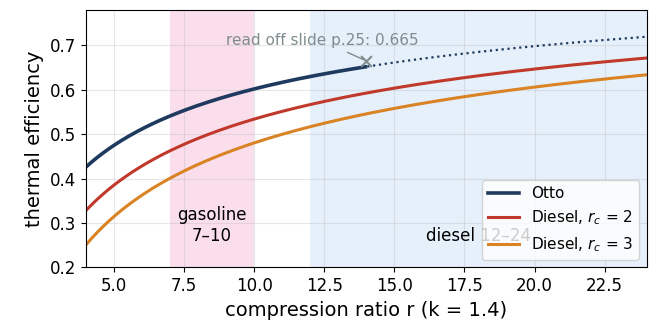 read off slide p.25: 0.665
gasoline
7–10
diesel 12–24
Otto
Diesel, r_c = 2
Diesel, r_c = 3
thermal efficiency
0.7
0.6
0.5
0.4
0.3
0.2
5.0 7.5 10.0 12.5 15.0 17.5 20.0 22.5
compression ratio r (k = 1.4)